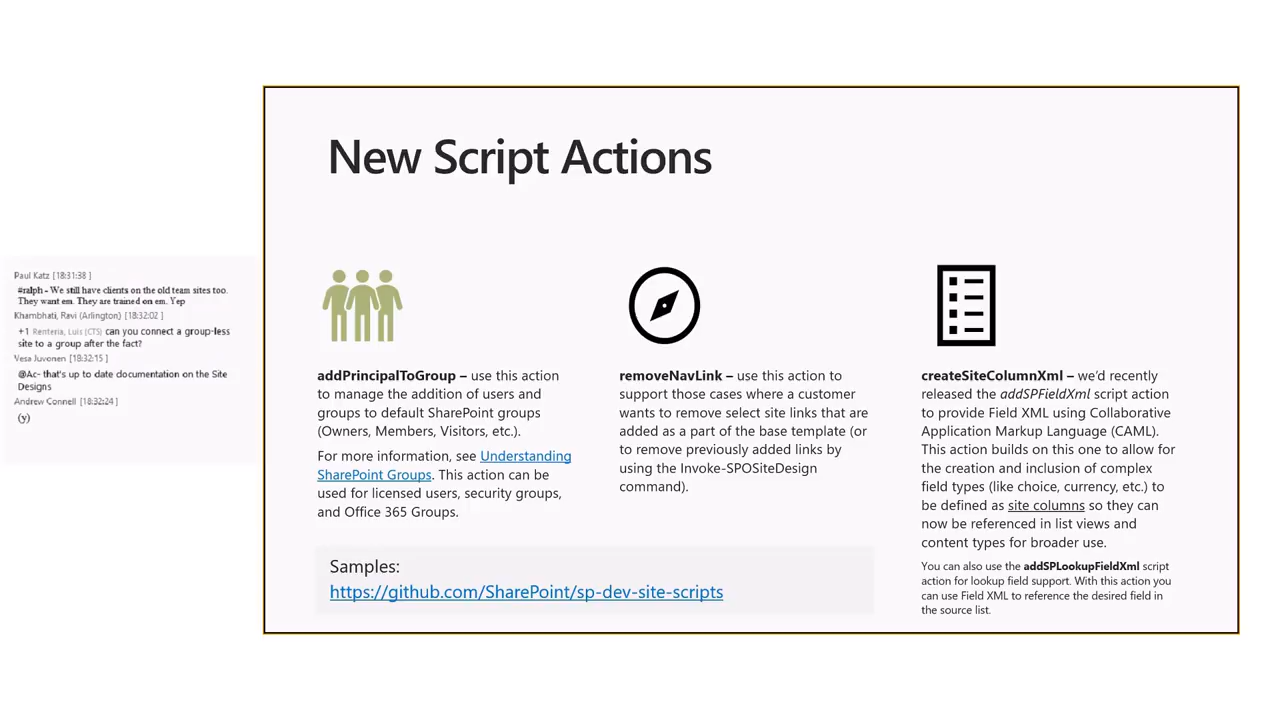 New Script Actions
Paul Katz [18:31:38 ]
#ralph - We still have clients on the old team sites too.
They want em. They are trained on em. Yep
Khambhati, Ravi (Arlington) [18:32:02 ]
+1 Renteria, Luis (CTS) can you connect a group-less
site to a group after the fact?
Vesa Juvonen [18:32:15 ]
@Ac- that's up to date documentation on the Site
Designs
Andrew Connell [18:32:24 ]
(y)
addPrincipalToGroup – use this action
to manage the addition of users and
groups to default SharePoint groups
(Owners, Members, Visitors, etc.).
For more information, see Understanding
SharePoint Groups. This action can be
used for licensed users, security groups,
and Office 365 Groups.
removeNavLink – use this action to
support those cases where a customer
wants to remove select site links that are
added as a part of the base template (or
to remove previously added links by
using the Invoke-SPOSiteDesign
command).
createSiteColumnXml – we’d recently
released the addSPFieldXml script action
to provide Field XML using Collaborative
Application Markup Language (CAML).
This action builds on this one to allow for
the creation and inclusion of complex
field types (like choice, currency, etc.) to
be defined as site columns so they can
now be referenced in list views and
content types for broader use.
You can also use the addSPLookupFieldXml script
action for lookup field support. With this action you
can use Field XML to reference the desired field in
the source list.
Samples:
https://github.com/SharePoint/sp-dev-site-scripts